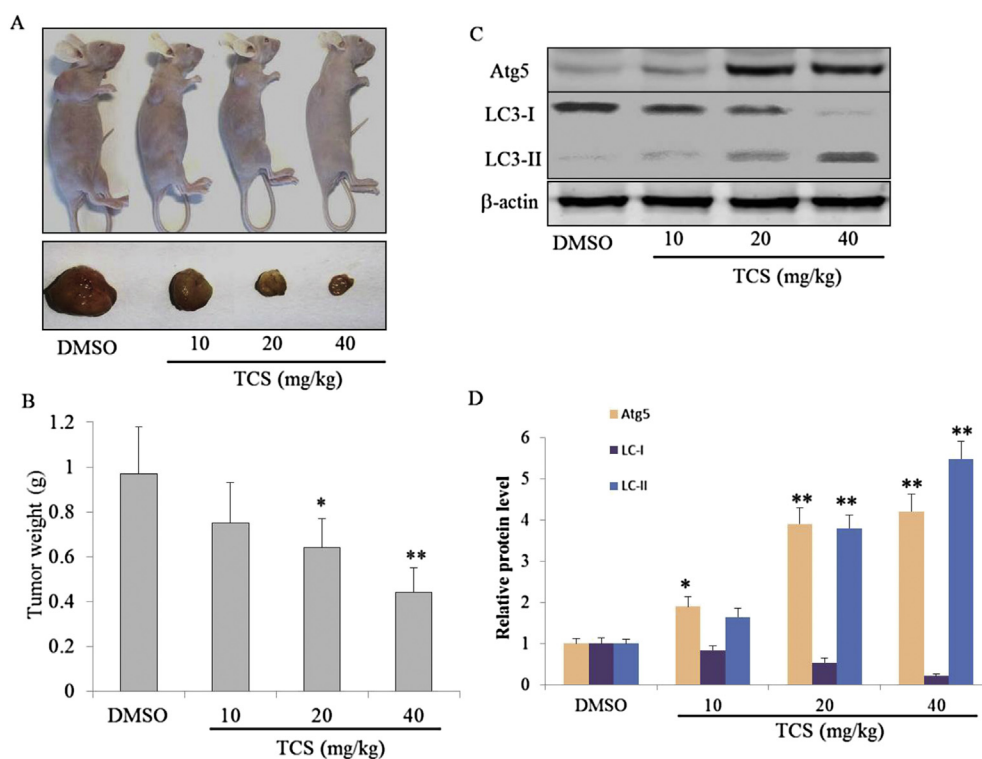 A
DMSO 10 20 40
TCS (mg/kg)
B
Tumor weight (g)
1.2
1
0.8
0.6
0.4
0.2
0
*
**
DMSO 10 20 40
TCS (mg/kg)
C
Atg5
LC3-I
LC3-II
β-actin
DMSO 10 20 40
TCS (mg/kg)
D
Atg5
LC-I
LC-II
Relative protein level
6
5
4
3
2
1
0
*
** **
** **
DMSO 10 20 40
TCS (mg/kg)